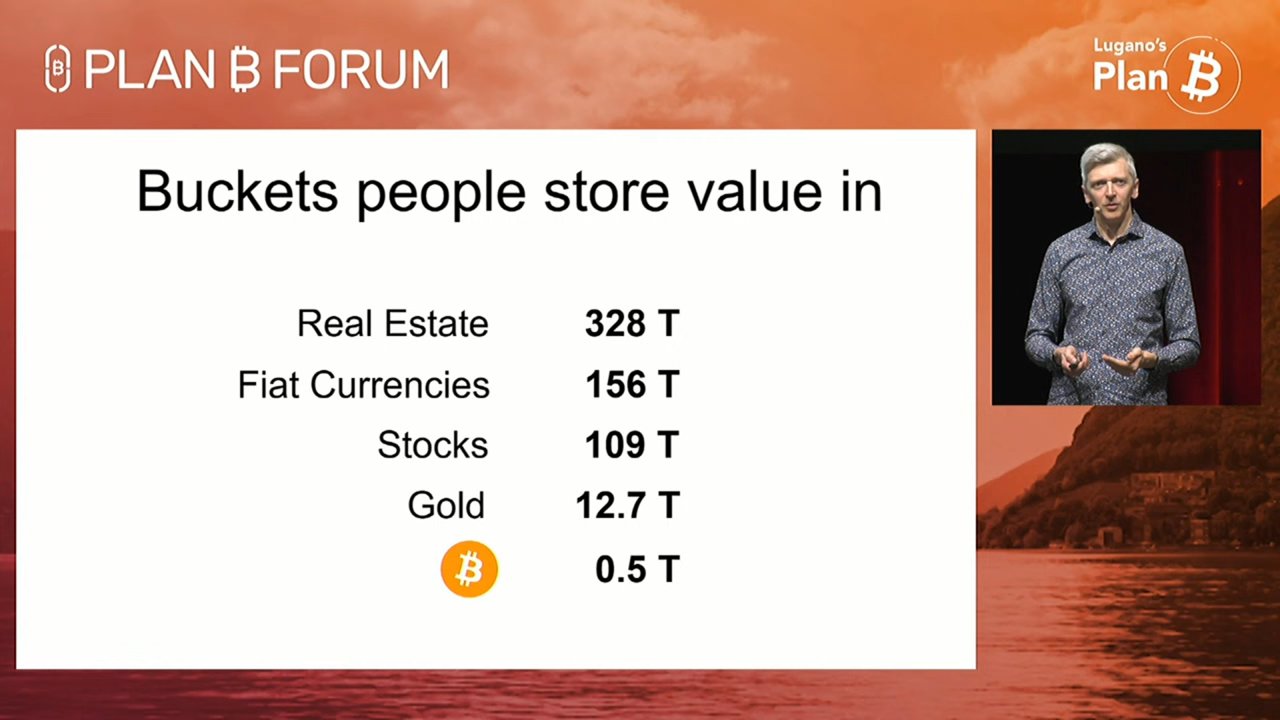 PLAN ₿ FORUM
Lugano's
Plan ₿
Buckets people store value in
Real Estate 328 T
Fiat Currencies 156 T
Stocks 109 T
Gold 12.7 T
₿ 0.5 T